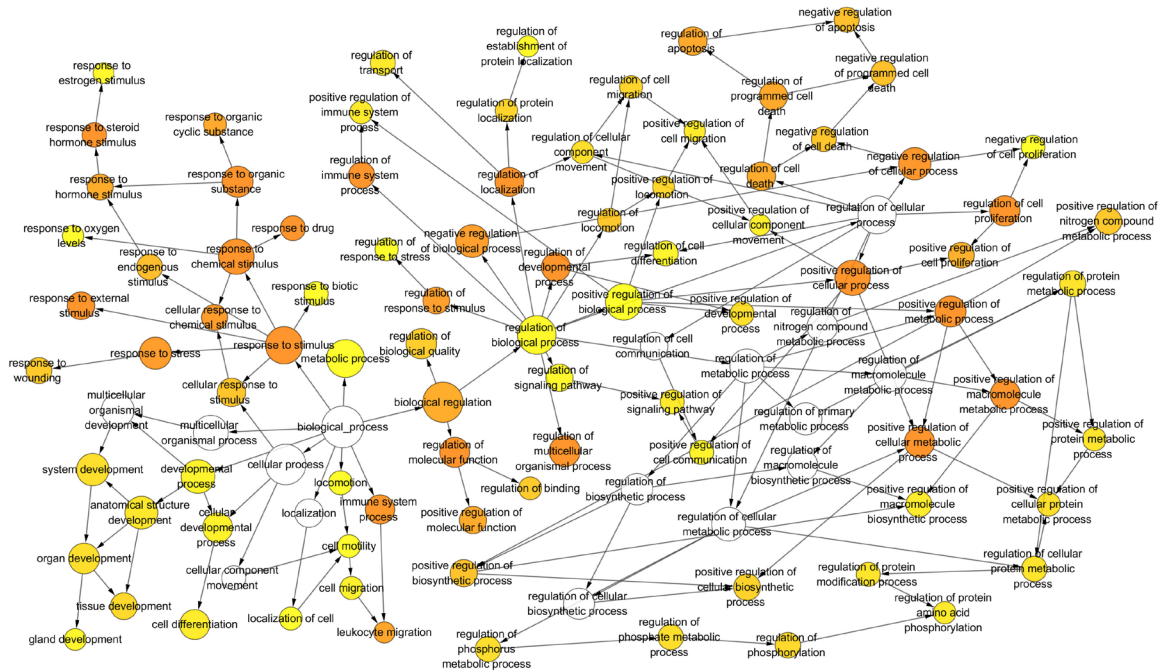 negative regulation
of apoptosis
regulation of
apoptosis
regulation of
establishment of
protein localization
regulation of
transport
response to
estrogen stimulus
negative regulation
of programmed cell
death
regulation of
programmed cell
death
regulation of cell
migration
positive regulation of
immune system
process
regulation of protein
localization
response to organic
cyclic substance
response to steroid
hormone stimulus
positive regulation of
cell migration
negative regulation
of cell death
regulation of cellular
component
movement
negative regulation
of cell proliferation
negative regulation of
cellular process
regulation of cell
death
regulation of
immune system
process
regulation of
localization
response to organic
substance
response to
hormone stimulus
positive regulation of
locomotion
regulation of cellular
process
regulation of cell
proliferation
positive regulation of
nitrogen compound
metabolic process
regulation of
locomotion
positive regulation of
cellular component
movement
response to oxygen
levels
response to drug
negative regulation
of biological process
regulation of
response to stress
regulation of cell
differentiation
positive regulation of
cell proliferation
response to
chemical stimulus
response to
endogenous
stimulus
regulation of
developmental
process
positive regulation of
cellular process
regulation of protein
metabolic process
response to biotic
stimulus
response to external
stimulus
regulation of
response to stimulus
positive regulation of
biological process
positive regulation of
developmental
process
positive regulation of
metabolic process
cellular response to
chemical stimulus
regulation of
nitrogen compound
metabolic process
regulation of
biological process
regulation of cell
communication
regulation of
biological quality
response to stimulus
response to stress
metabolic process
response to
wounding
regulation of
metabolic process
regulation of
macromolecule
metabolic process
regulation of
signaling pathway
positive regulation of
macromolecule
metabolic process
cellular response to
stimulus
multicellular
organismal
development
biological regulation
positive regulation of
signaling pathway
regulation of primary
metabolic process
multicellular
organismal process
biological_process
regulation of
molecular function
regulation of
multicellular
organismal process
positive regulation of
cell communication
positive regulation of
cellular metabolic
process
positive regulation of
protein metabolic
process
regulation of
macromolecule
biosynthetic process
cellular process
system development
developmental
process
locomotion
regulation of binding
regulation of
biosynthetic process
positive regulation of
macromolecule
biosynthetic process
positive regulation of
cellular protein
metabolic process
anatomical structure
development
immune system
process
localization
positive regulation of
molecular function
regulation of cellular
metabolic process
cellular
developmental
process
cell motility
organ development
cellular component
movement
positive regulation of
biosynthetic process
positive regulation of
cellular biosynthetic
process
regulation of protein
modification process
regulation of cellular
protein metabolic
process
cell migration
tissue development
regulation of cellular
biosynthetic process
regulation of protein
amino acid
phosphorylation
localization of cell
cell differentiation
leukocyte migration
gland development
regulation of
phosphorus
metabolic process
regulation of
phosphate metabolic
process
regulation of
phosphorylation